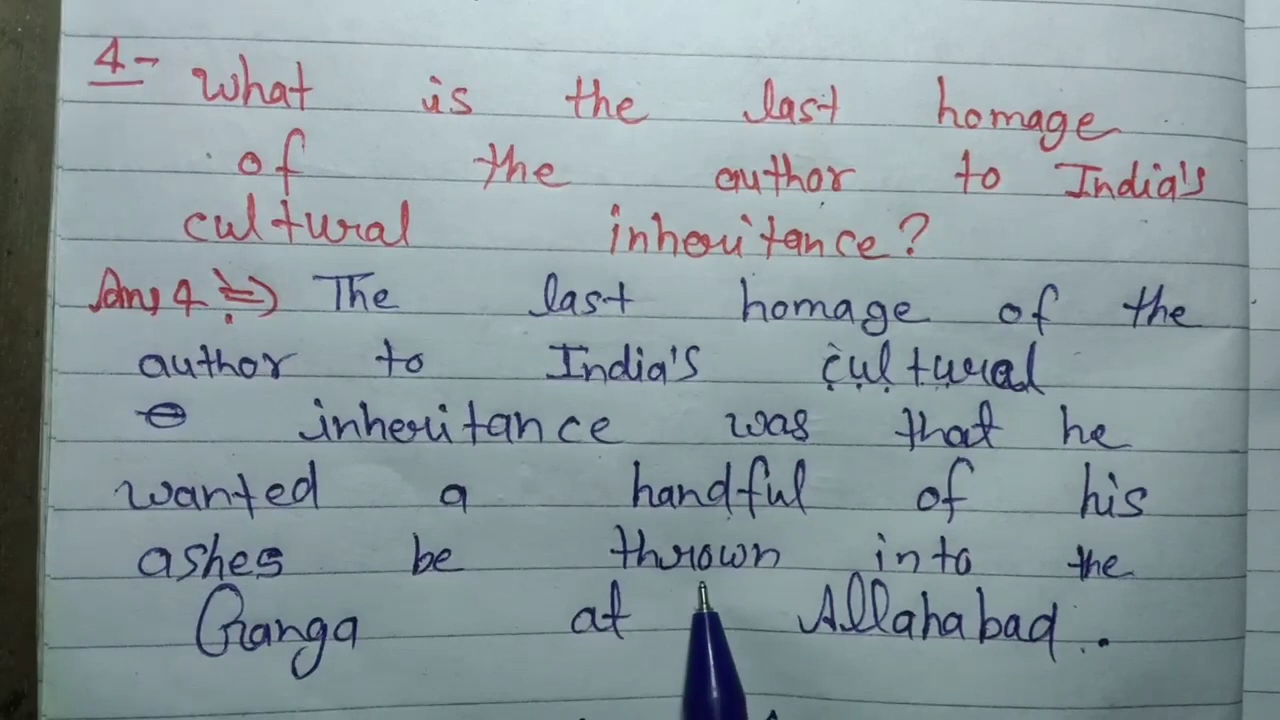 4- What is the last homage
of the author to India's
cultural inheritance?
Ans 4 => The last homage of the
author to India's cultural
inheritance was that he
wanted a handful of his
ashes be thrown into the
Ganga at Allahabad.